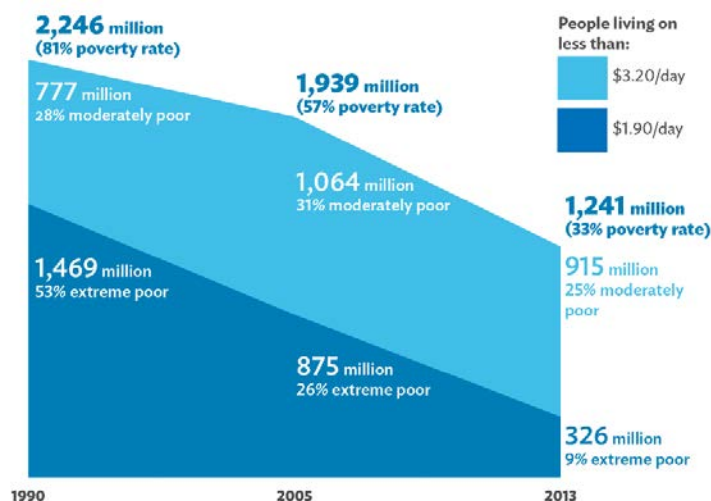 2,246 million
(81% poverty rate)
777 million
28% moderately poor
1,469 million
53% extreme poor
1,939 million
(57% poverty rate)
1,064 million
31% moderately poor
875 million
26% extreme poor
People living on
less than:
$3.20/day
$1.90/day
1,241 million
(33% poverty rate)
915 million
25% moderately
poor
326 million
9% extreme poor
1990
2005
2013